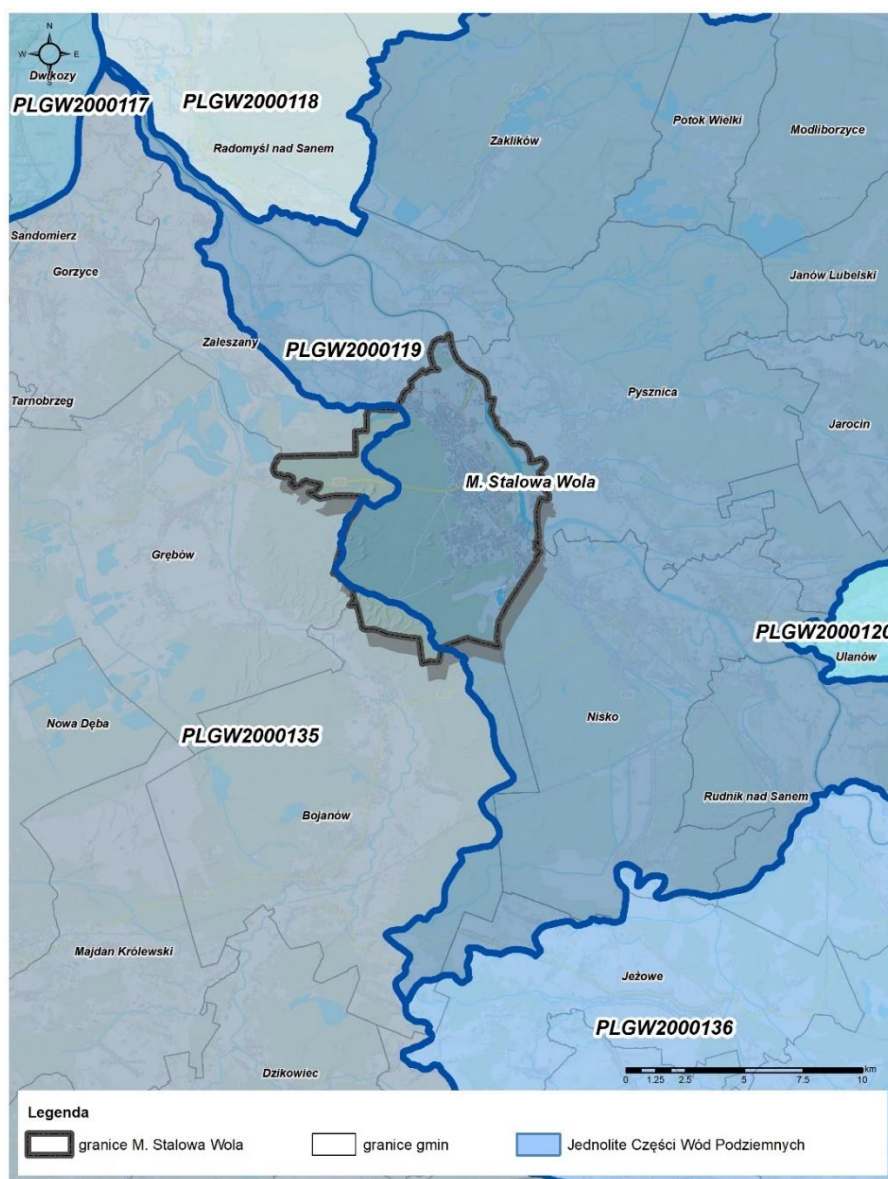 N
W E
S
Dwikozy
PLGW2000117
PLGW2000118
Radomyśl nad Sanem
Zaklików
Potok Wielki
Modliborzyce
Sandomierz
Gorzyce
Janów Lubelski
Zaleszany
PLGW2000119
Tarnobrzeg
Pysznica
Jarocin
M. Stalowa Wola
Grębów
PLGW2000120
Ulanów
Nowa Dęba
PLGW2000135
Nisko
Rudnik nad Sanem
Bojanów
Majdan Królewski
Jeżowe
PLGW2000136
Dzikowiec
km
0 1.25 2.5 5 7.5 10
Legenda
granice M. Stalowa Wola
granice gmin
Jednolite Części Wód Podziemnych